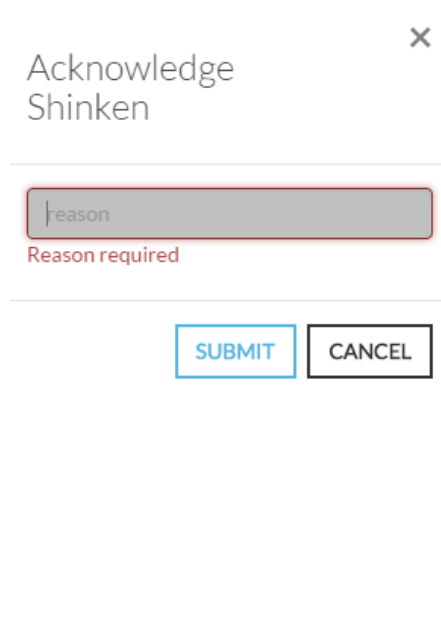 Acknowledge
Shinken
reason
Reason required
SUBMIT
CANCEL